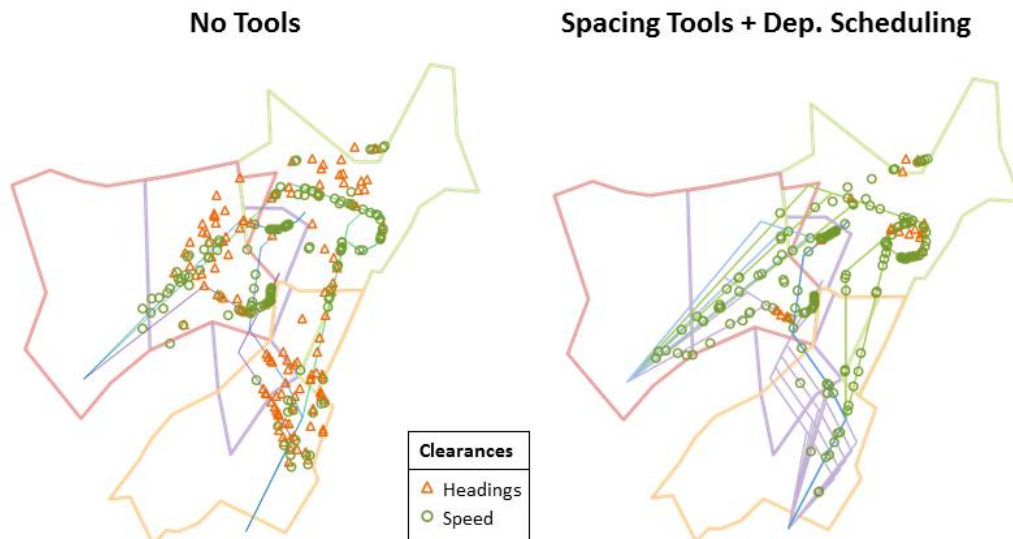 No Tools
Spacing Tools + Dep. Scheduling
Clearances
Headings
Speed